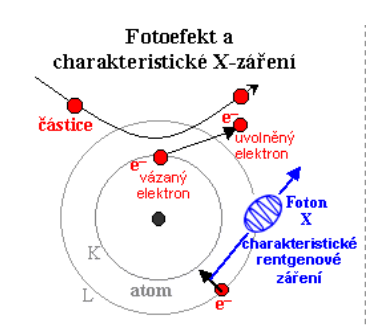 Fotoefekt a
charakteristické X-záření
částice
e⁻
uvolněný
elektron
e⁻
vázaný
elektron
Foton
X
charakteristické
rentgenové
záření
K
L
atom
e⁻